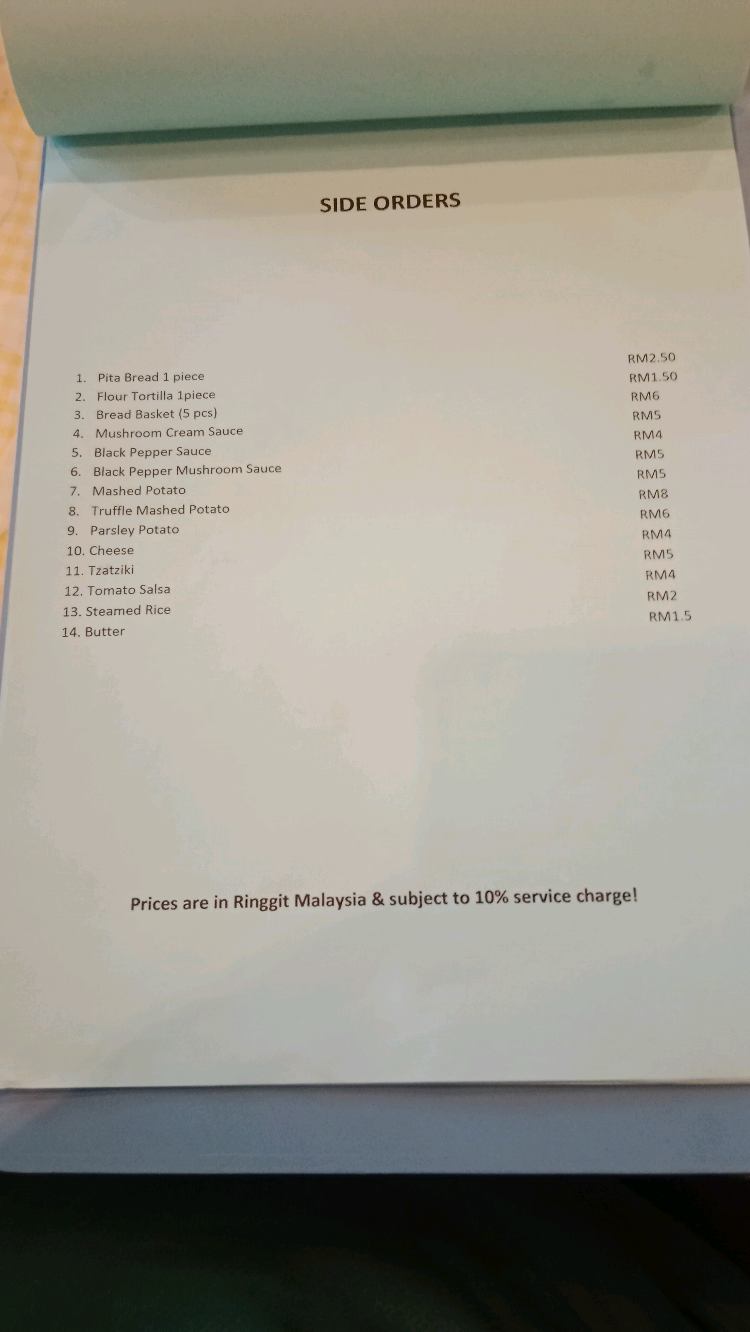 SIDE ORDERS
1. Pita Bread 1 piece RM2.50
2. Flour Tortilla 1piece RM1.50
3. Bread Basket (5 pcs) RM6
4. Mushroom Cream Sauce RM5
5. Black Pepper Sauce RM4
6. Black Pepper Mushroom Sauce RM5
7. Mashed Potato RM5
8. Truffle Mashed Potato RM8
9. Parsley Potato RM6
10. Cheese RM4
11. Tzatziki RM5
12. Tomato Salsa RM4
13. Steamed Rice RM2
14. Butter RM1.5
Prices are in Ringgit Malaysia & subject to 10% service charge!